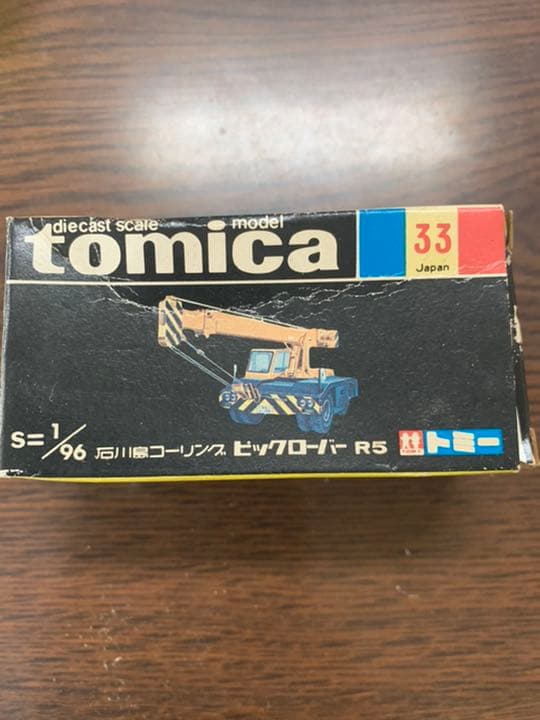 diecast scale model
tomica
33
Japan
S=1/96 石川島コーリング ビックローバー R5
トミー